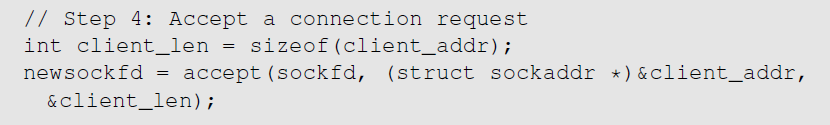 // Step 4: Accept a connection request
int client_len = sizeof(client_addr);
newsockfd = accept(sockfd, (struct sockaddr *)&client_addr,
&client_len);